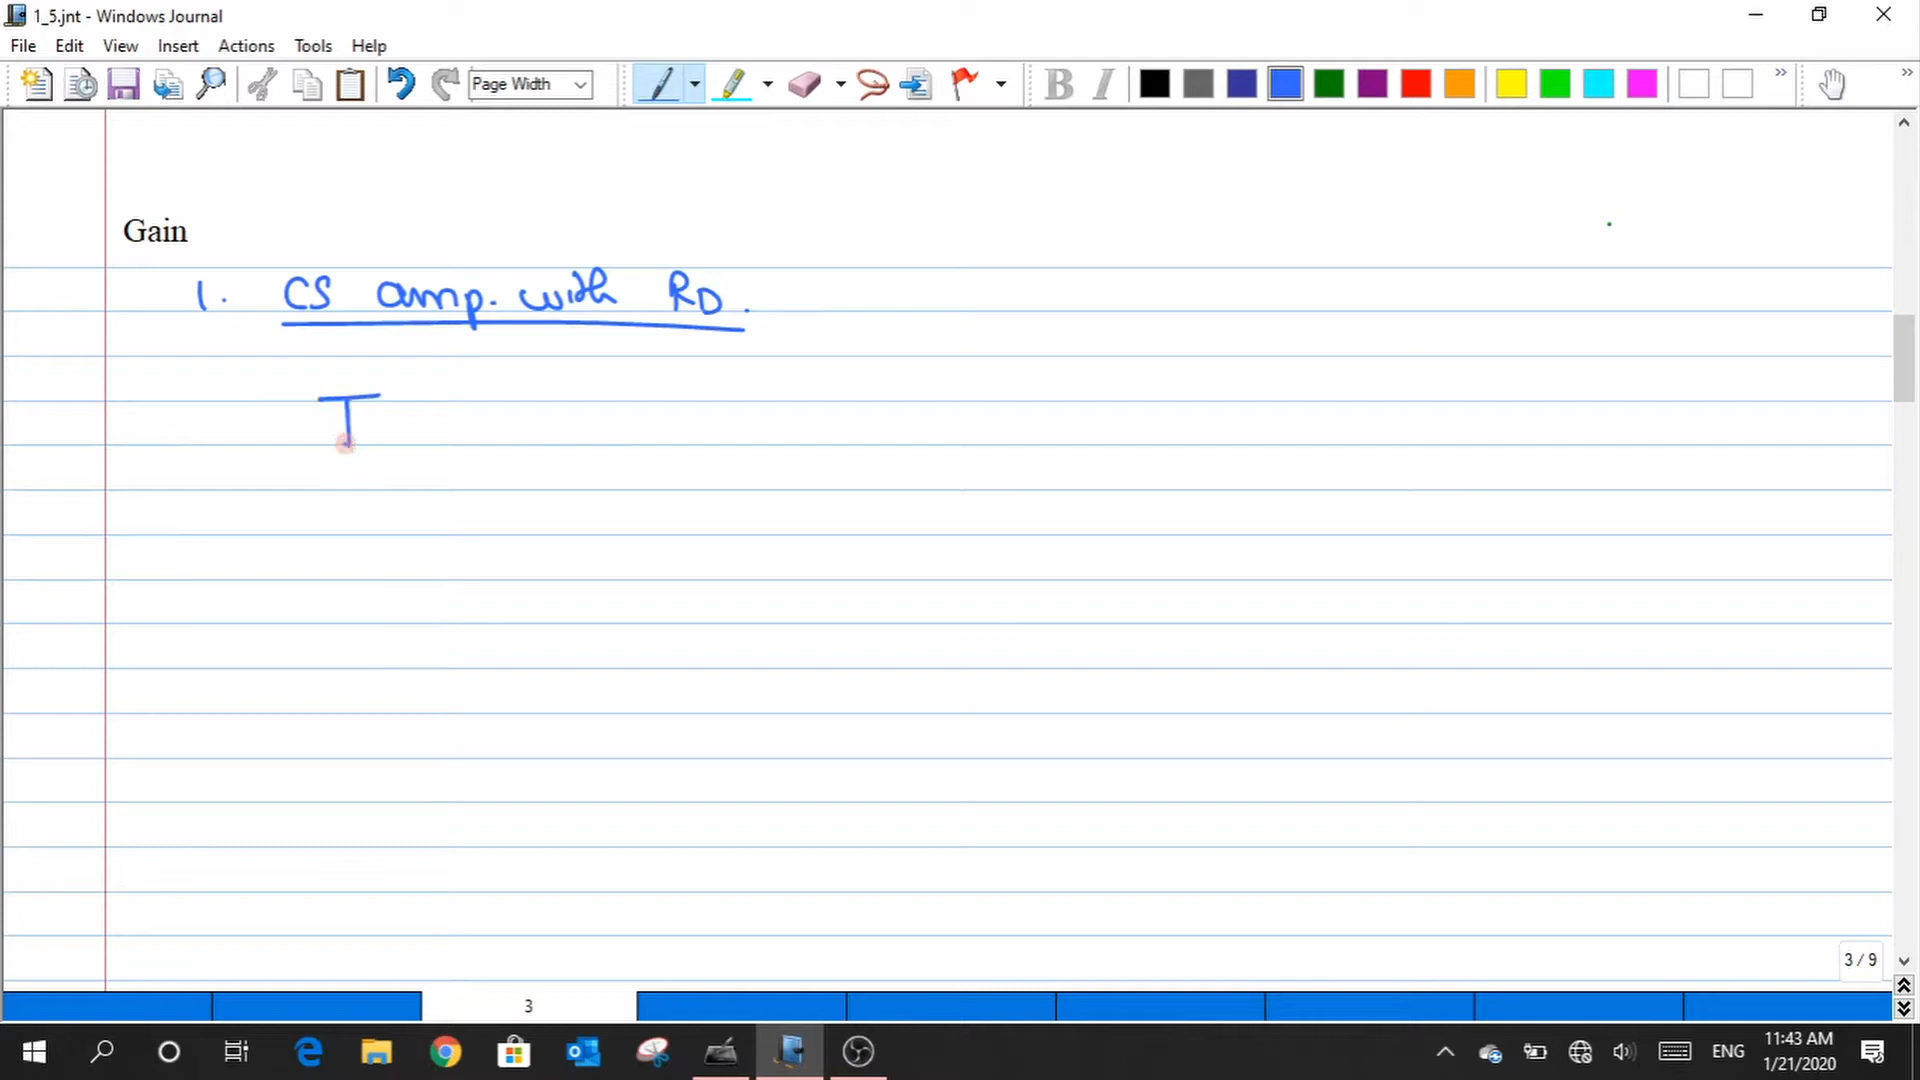 1_5.jnt - Windows Journal
File Edit View Insert Actions Tools Help
Page Width B I
Gain
1. CS amp. with RD.
3 / 9
3
ENG
11:43 AM
1/21/2020